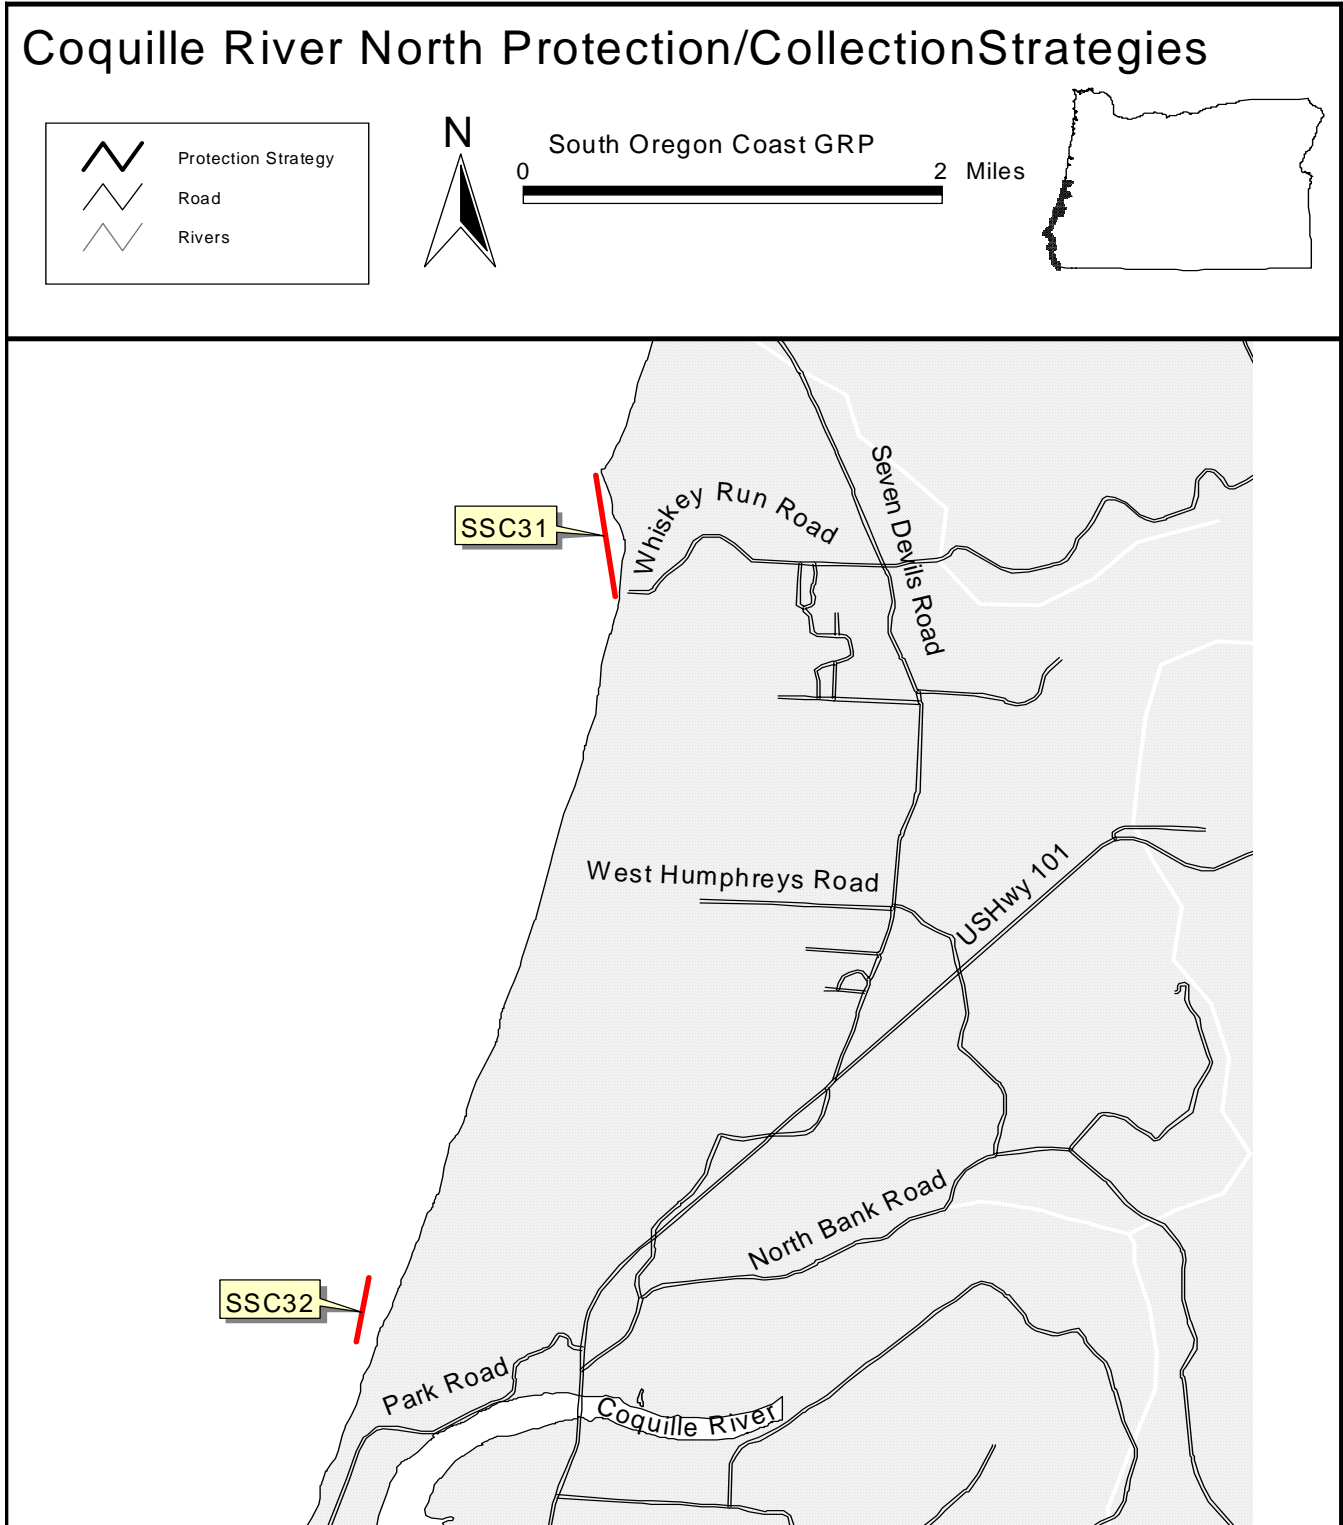 Coquille River North Protection/CollectionStrategies
Protection Strategy
Road
Rivers
N
South Oregon Coast GRP
0 2 Miles
Seven Devils Road
Whiskey Run Road
SSC31
West Humphreys Road
USHwy 101
North Bank Road
SSC32
Park Road
Coquille River